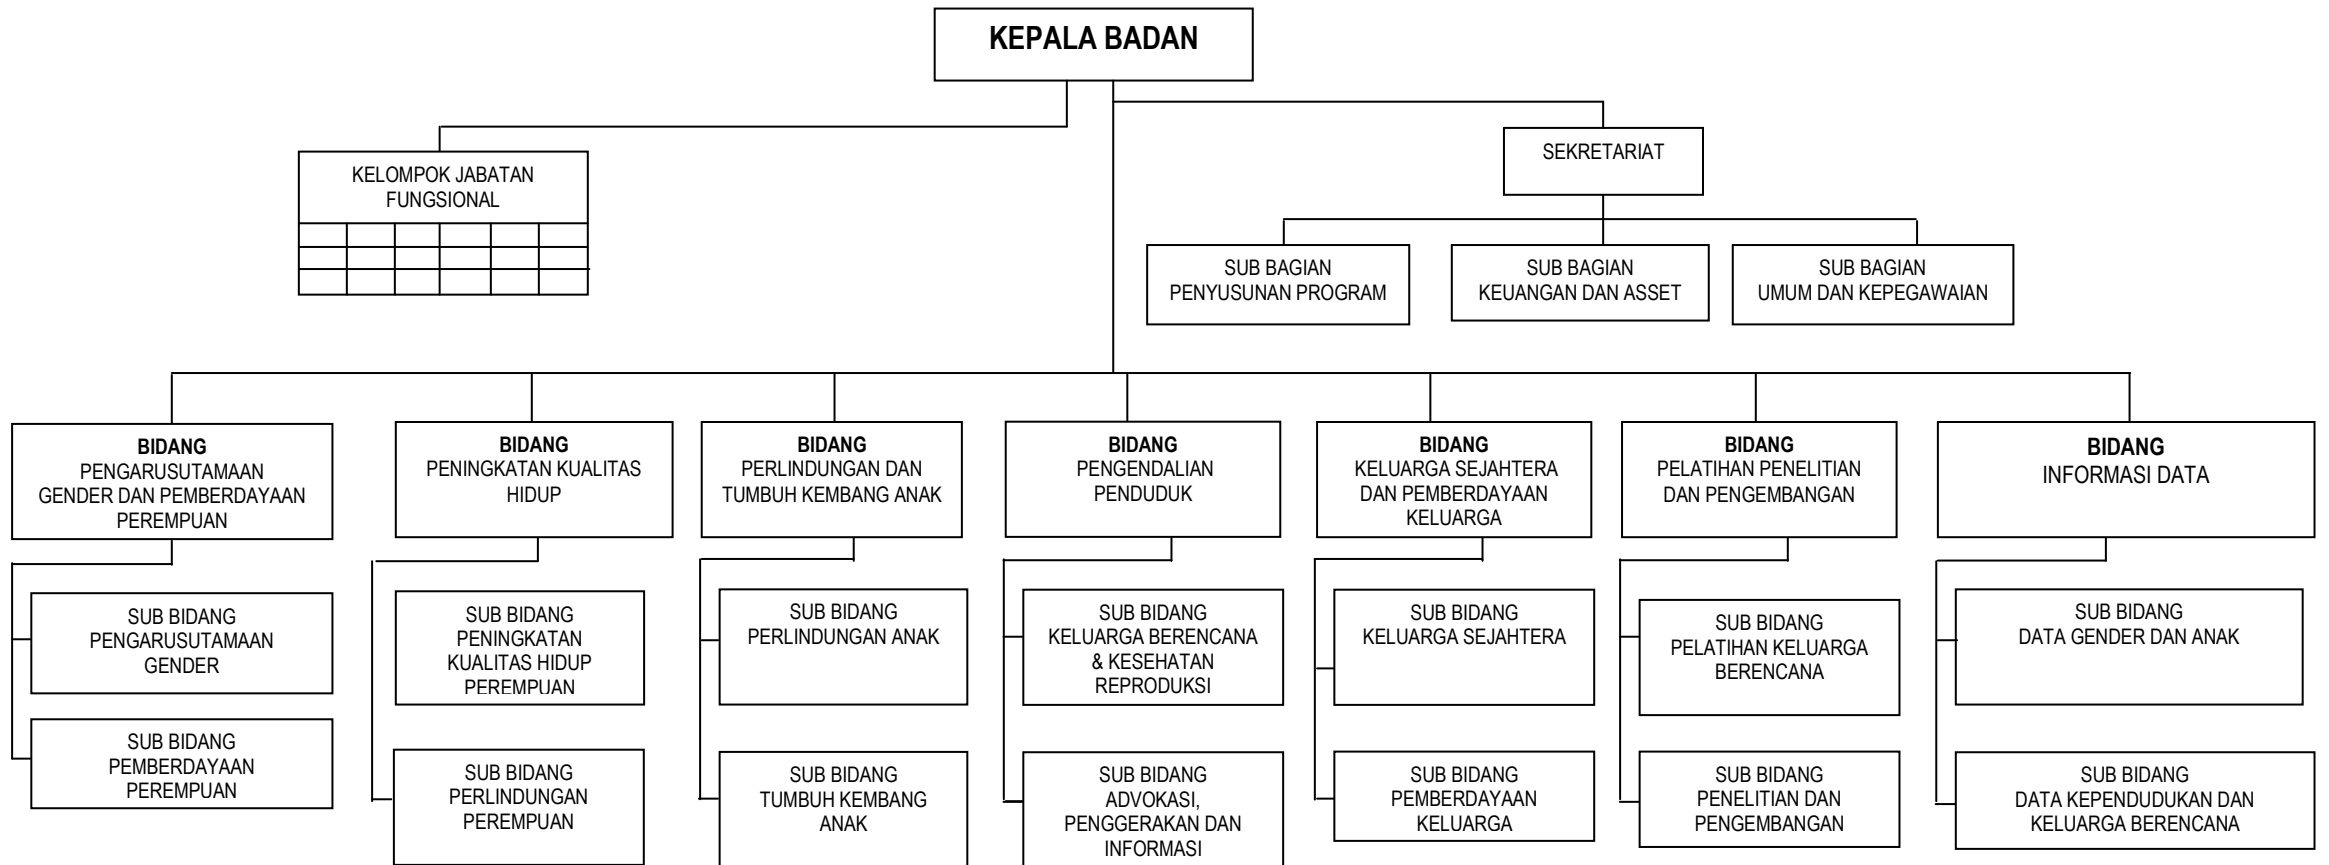 KEPALA BADAN
KELOMPOK JABATAN
FUNGSIONAL
SEKRETARIAT
SUB BAGIAN
PENYUSUNAN PROGRAM
SUB BAGIAN
KEUANGAN DAN ASSET
SUB BAGIAN
UMUM DAN KEPEGAWAIAN
BIDANG
PENGARUSUTAMAAN
GENDER DAN PEMBERDAYAAN
PEREMPUAN
BIDANG
PENINGKATAN KUALITAS
HIDUP
BIDANG
PERLINDUNGAN DAN
TUMBUH KEMBANG ANAK
BIDANG
PENGENDALIAN
PENDUDUK
BIDANG
KELUARGA SEJAHTERA
DAN PEMBERDAYAAN
KELUARGA
BIDANG
PELATIHAN PENELITIAN
DAN PENGEMBANGAN
BIDANG
INFORMASI DATA
SUB BIDANG
PENGARUSUTAMAAN
GENDER
SUB BIDANG
PENINGKATAN
KUALITAS HIDUP
PEREMPUAN
SUB BIDANG
PERLINDUNGAN ANAK
SUB BIDANG
KELUARGA BERENCANA
& KESEHATAN
REPRODUKSI
SUB BIDANG
KELUARGA SEJAHTERA
SUB BIDANG
PELATIHAN KELUARGA
BERENCANA
SUB BIDANG
DATA GENDER DAN ANAK
SUB BIDANG
PEMBERDAYAAN
PEREMPUAN
SUB BIDANG
PERLINDUNGAN
PEREMPUAN
SUB BIDANG
TUMBUH KEMBANG
ANAK
SUB BIDANG
ADVOKASI,
PENGGERAKAN DAN
INFORMASI
SUB BIDANG
PEMBERDAYAAN
KELUARGA
SUB BIDANG
PENELITIAN DAN
PENGEMBANGAN
SUB BIDANG
DATA KEPENDUDUKAN DAN
KELUARGA BERENCANA